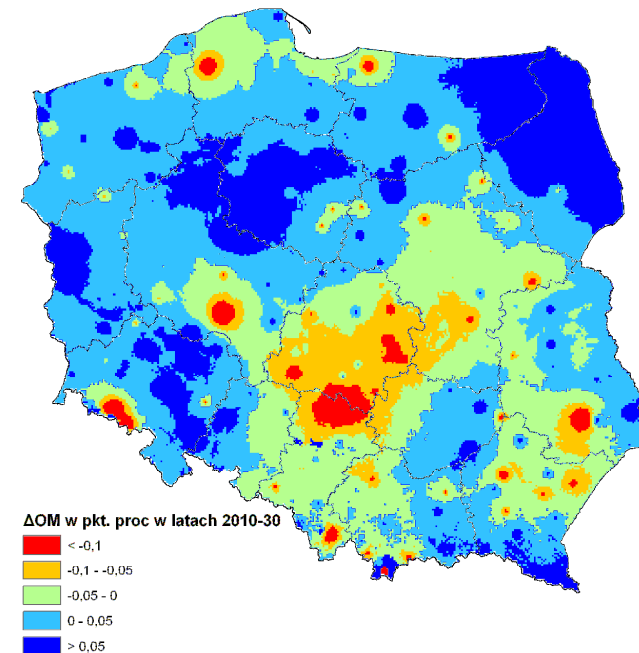 ΔOM w pkt. proc w latach 2010-30
< -0,1
-0,1 - -0,05
-0,05 - 0
0 - 0,05
> 0,05